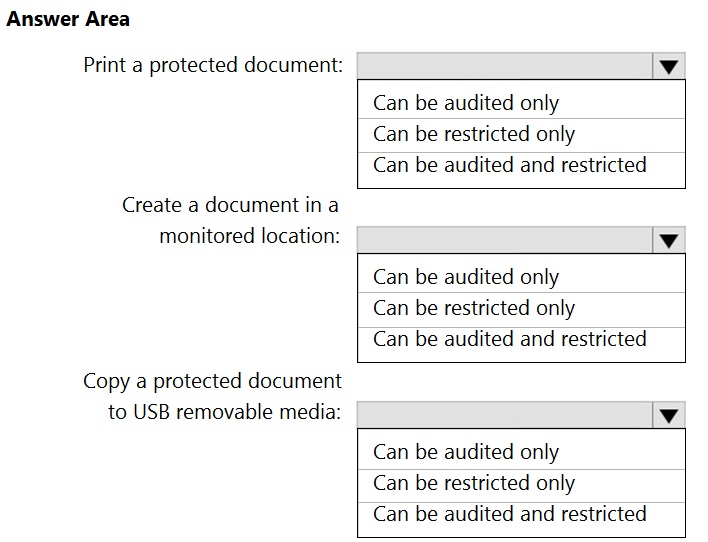 Answer Area
Print a protected document:
Can be audited only
Can be restricted only
Can be audited and restricted
Create a document in a
monitored location:
Can be audited only
Can be restricted only
Can be audited and restricted
Copy a protected document
to USB removable media:
Can be audited only
Can be restricted only
Can be audited and restricted